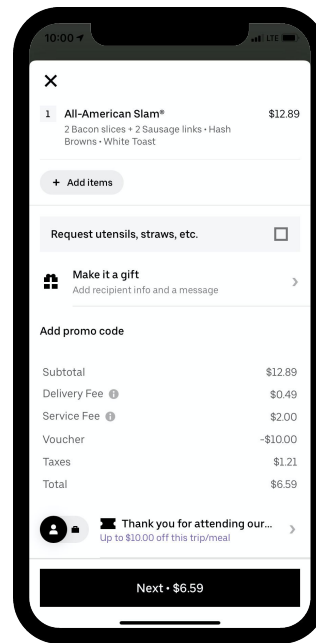 10:00
LTE
1 All-American Slam® $12.89
2 Bacon slices + 2 Sausage links • Hash
Browns • White Toast
+ Add items
Request utensils, straws, etc.
Make it a gift
Add recipient info and a message
Add promo code
Subtotal $12.89
Delivery Fee $0.49
Service Fee $2.00
Voucher -$10.00
Taxes $1.21
Total $6.59
Thank you for attending our...
Up to $10.00 off this trip/meal
Next • $6.59